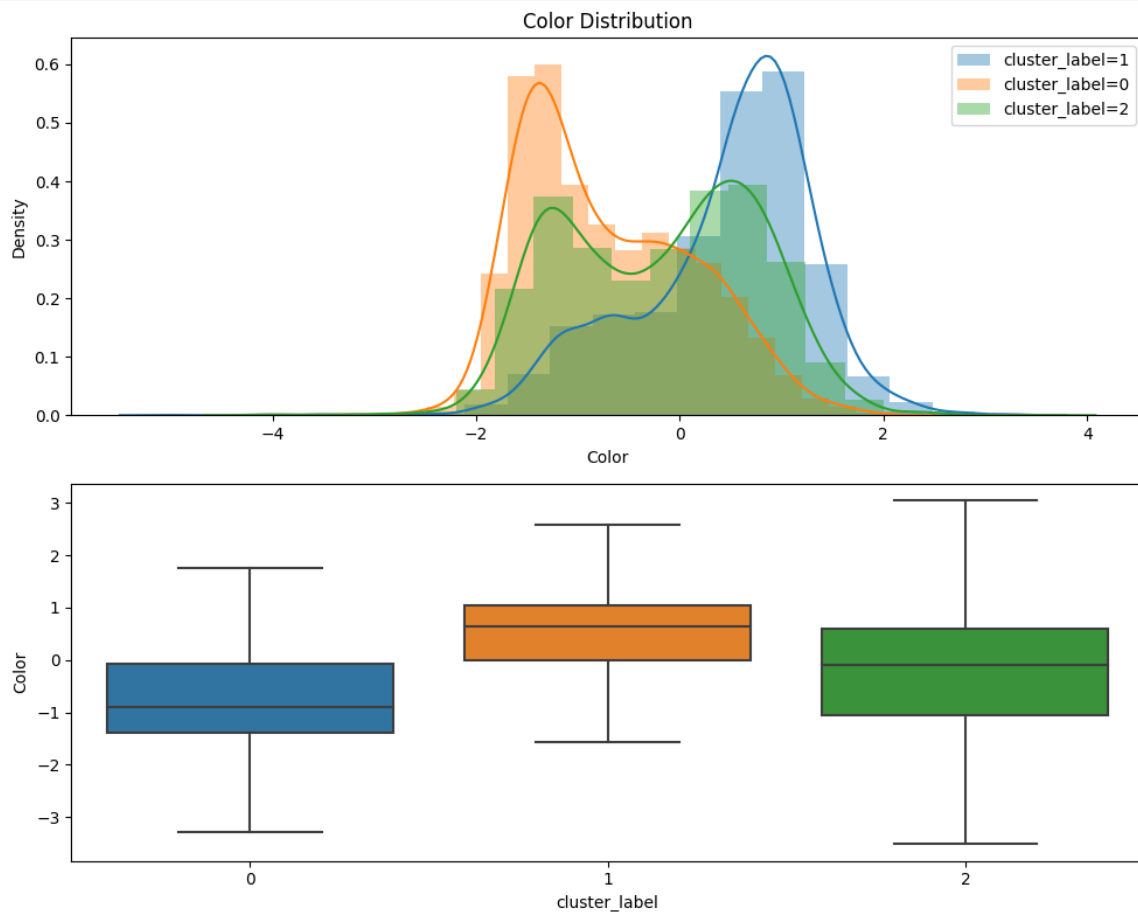 Color Distribution
0.6
0.5
0.4
0.3
0.2
0.1
0.0
Density
cluster_label=1
cluster_label=0
cluster_label=2
−4
−2
0
2
4
Color
3
2
1
0
−1
−2
−3
Color
0
1
2
cluster_label